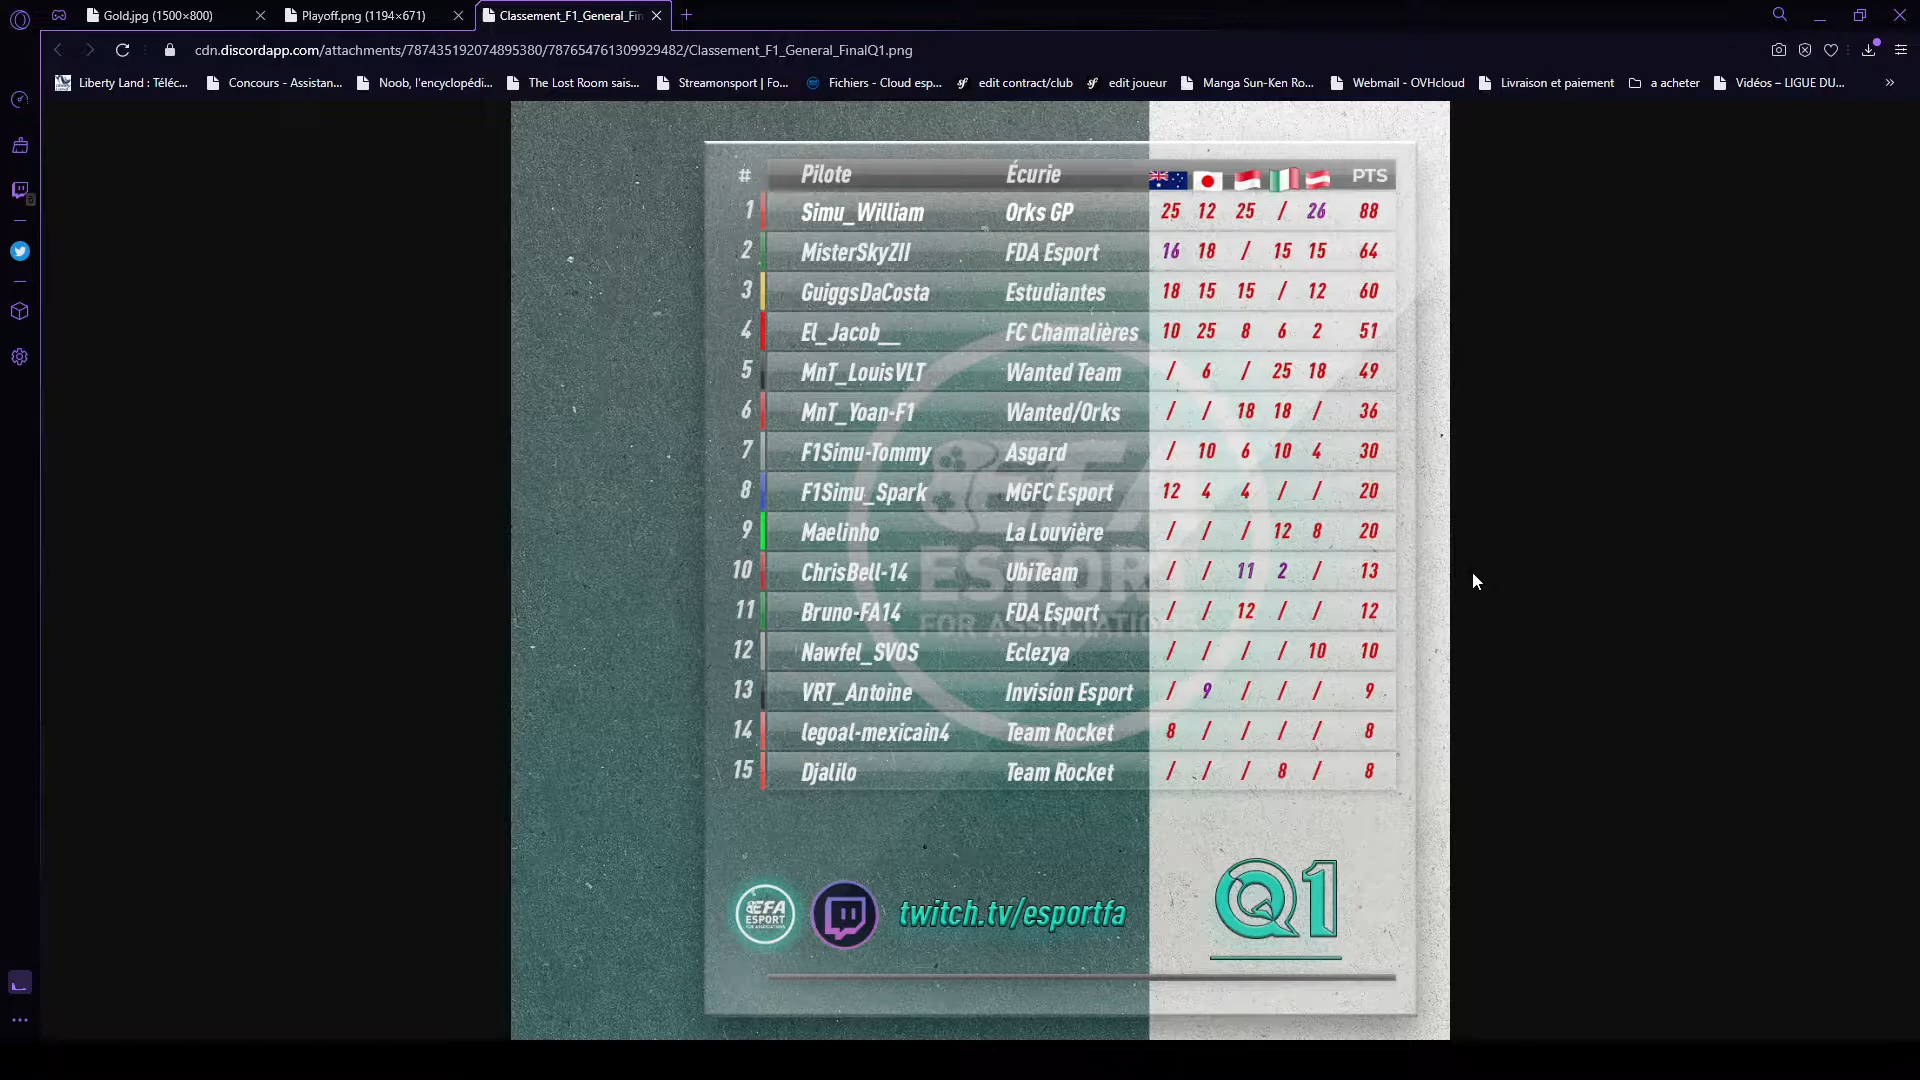 Gold.jpg (1500×800)
Playoff.png (1194×671)
Classement_F1_General_Fin
cdn.discordapp.com/attachments/787435192074895380/787654761309929482/Classement_F1_General_FinalQ1.png
Liberty Land : Téléc...
Concours - Assistan...
Noob, l'encyclopédi...
The Lost Room sais...
Streamonsport | Fo...
Fichiers - Cloud esp...
edit contract/club
edit joueur
Manga Sun-Ken Ro...
Webmail - OVHcloud
Livraison et paiement
a acheter
Vidéos – LIGUE DU...
»
# Pilote Écurie PTS
1 Simu_William Orks GP 25 12 25 / 26 88
2 MisterSkyZII FDA Esport 16 18 / 15 15 64
3 GuiggsDaCosta Estudiantes 18 15 15 / 12 60
4 El_Jacob__ FC Chamalières 10 25 8 6 2 51
5 MnT_LouisVLT Wanted Team / 6 / 25 18 49
6 MnT_Yoan-F1 Wanted/Orks / / 18 18 / 36
7 F1Simu-Tommy Asgard / 10 6 10 4 30
8 F1Simu_Spark MGFC Esport 12 4 4 / / 20
9 Maelinho La Louvière / / / 12 8 20
10 ChrisBell-14 UbiTeam / / 11 2 / 13
11 Bruno-FA14 FDA Esport / / 12 / / 12
12 Nawfel_SVOS Eclezya / / / / 10 10
13 VRT_Antoine Invision Esport / 9 / / / 9
14 legoal-mexicain4 Team Rocket 8 / / / / 8
15 Djalilo Team Rocket / / / 8 / 8
EFA
ESPORT
FOR ASSOCIATIONS
EFA
ESPORT
FOR ASSOCIATIONS
twitch.tv/esportfa
Q1